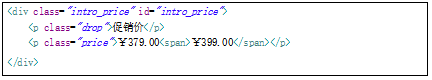 <div class="intro_price" id="intro_price">
<p class="drop">促销价</p>
<p class="price">¥379.00<span>¥399.00</span></p>
</div>